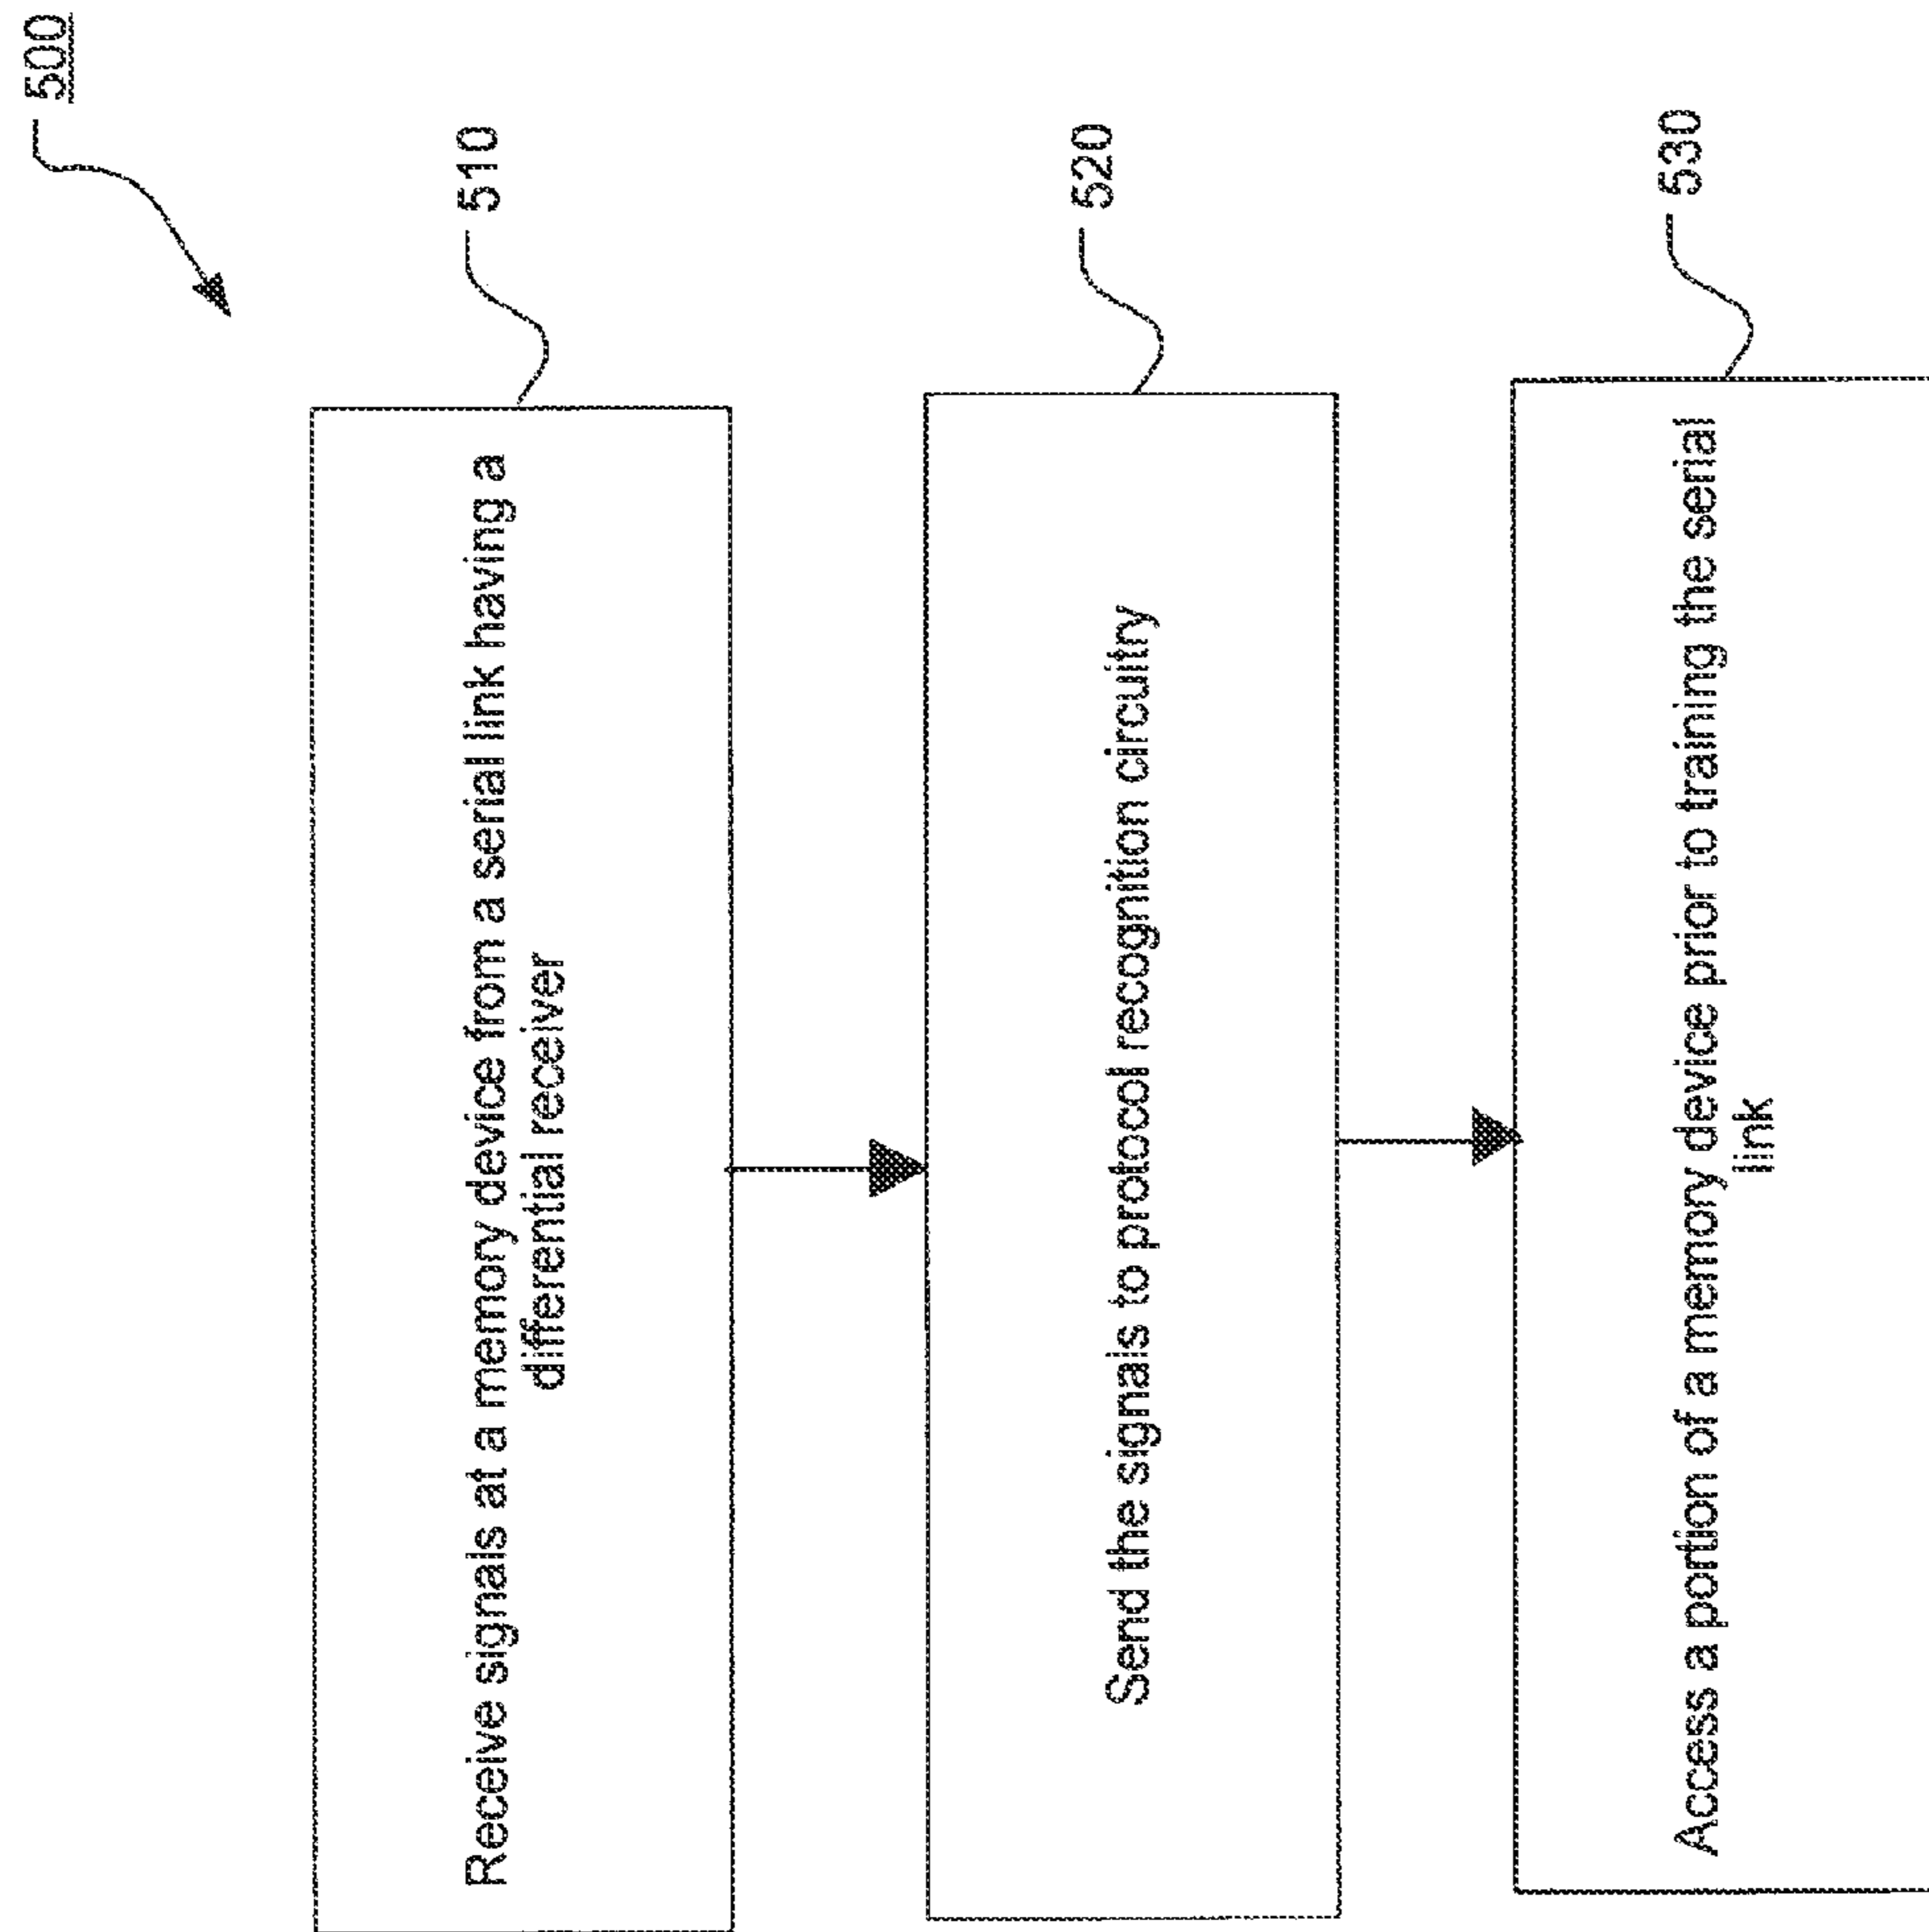 500
Receive signals at a memory device from a serial link having a
differential receiver
510
Send the signals to protocol recognition circuitry
520
Access a portion of a memory device prior to training the serial
link
530